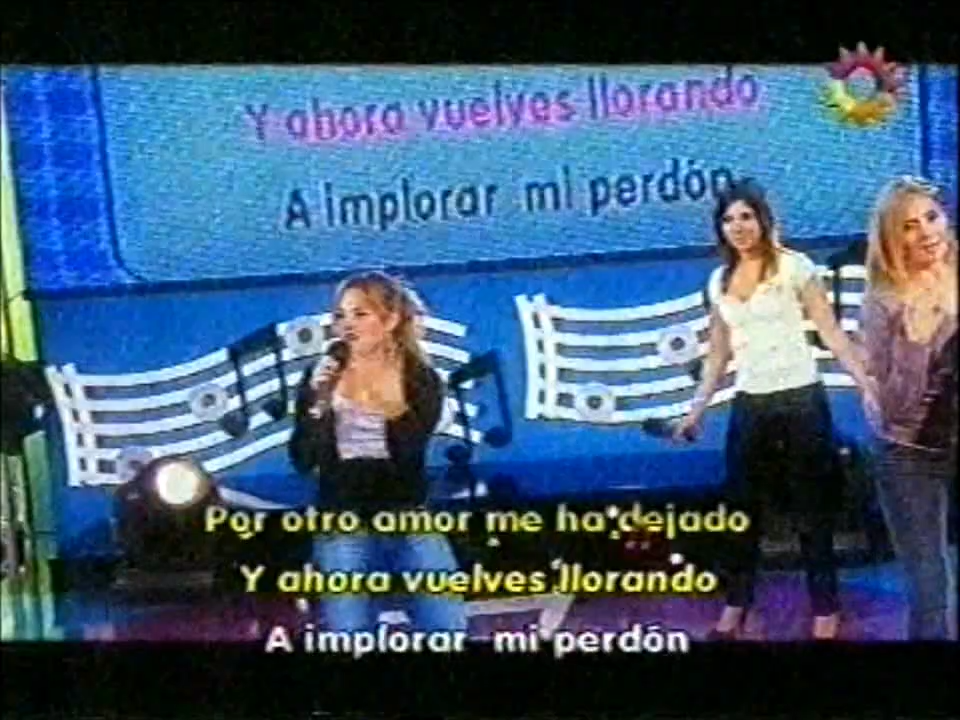 Y ahora vuelves llorando
A implorar mi perdón
Por otro amor me ha dejado
Y ahora vuelves llorando
A implorar mi perdón